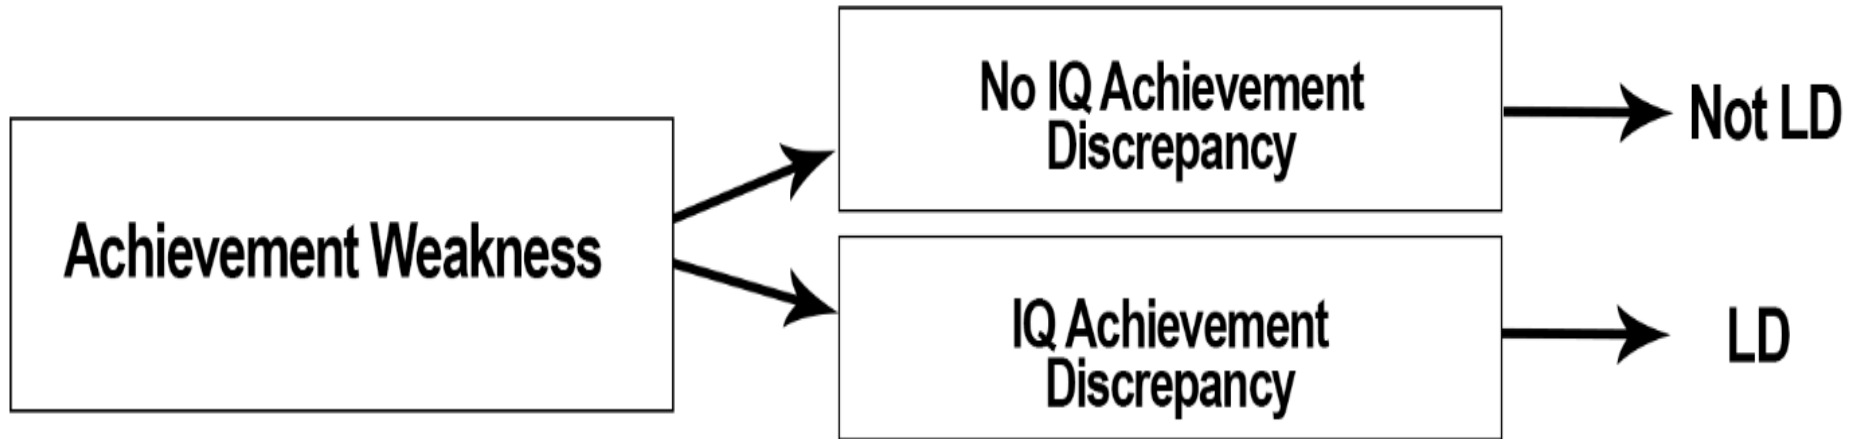 Achievement Weakness
No IQ Achievement
Discrepancy
Not LD
IQ Achievement
Discrepancy
LD